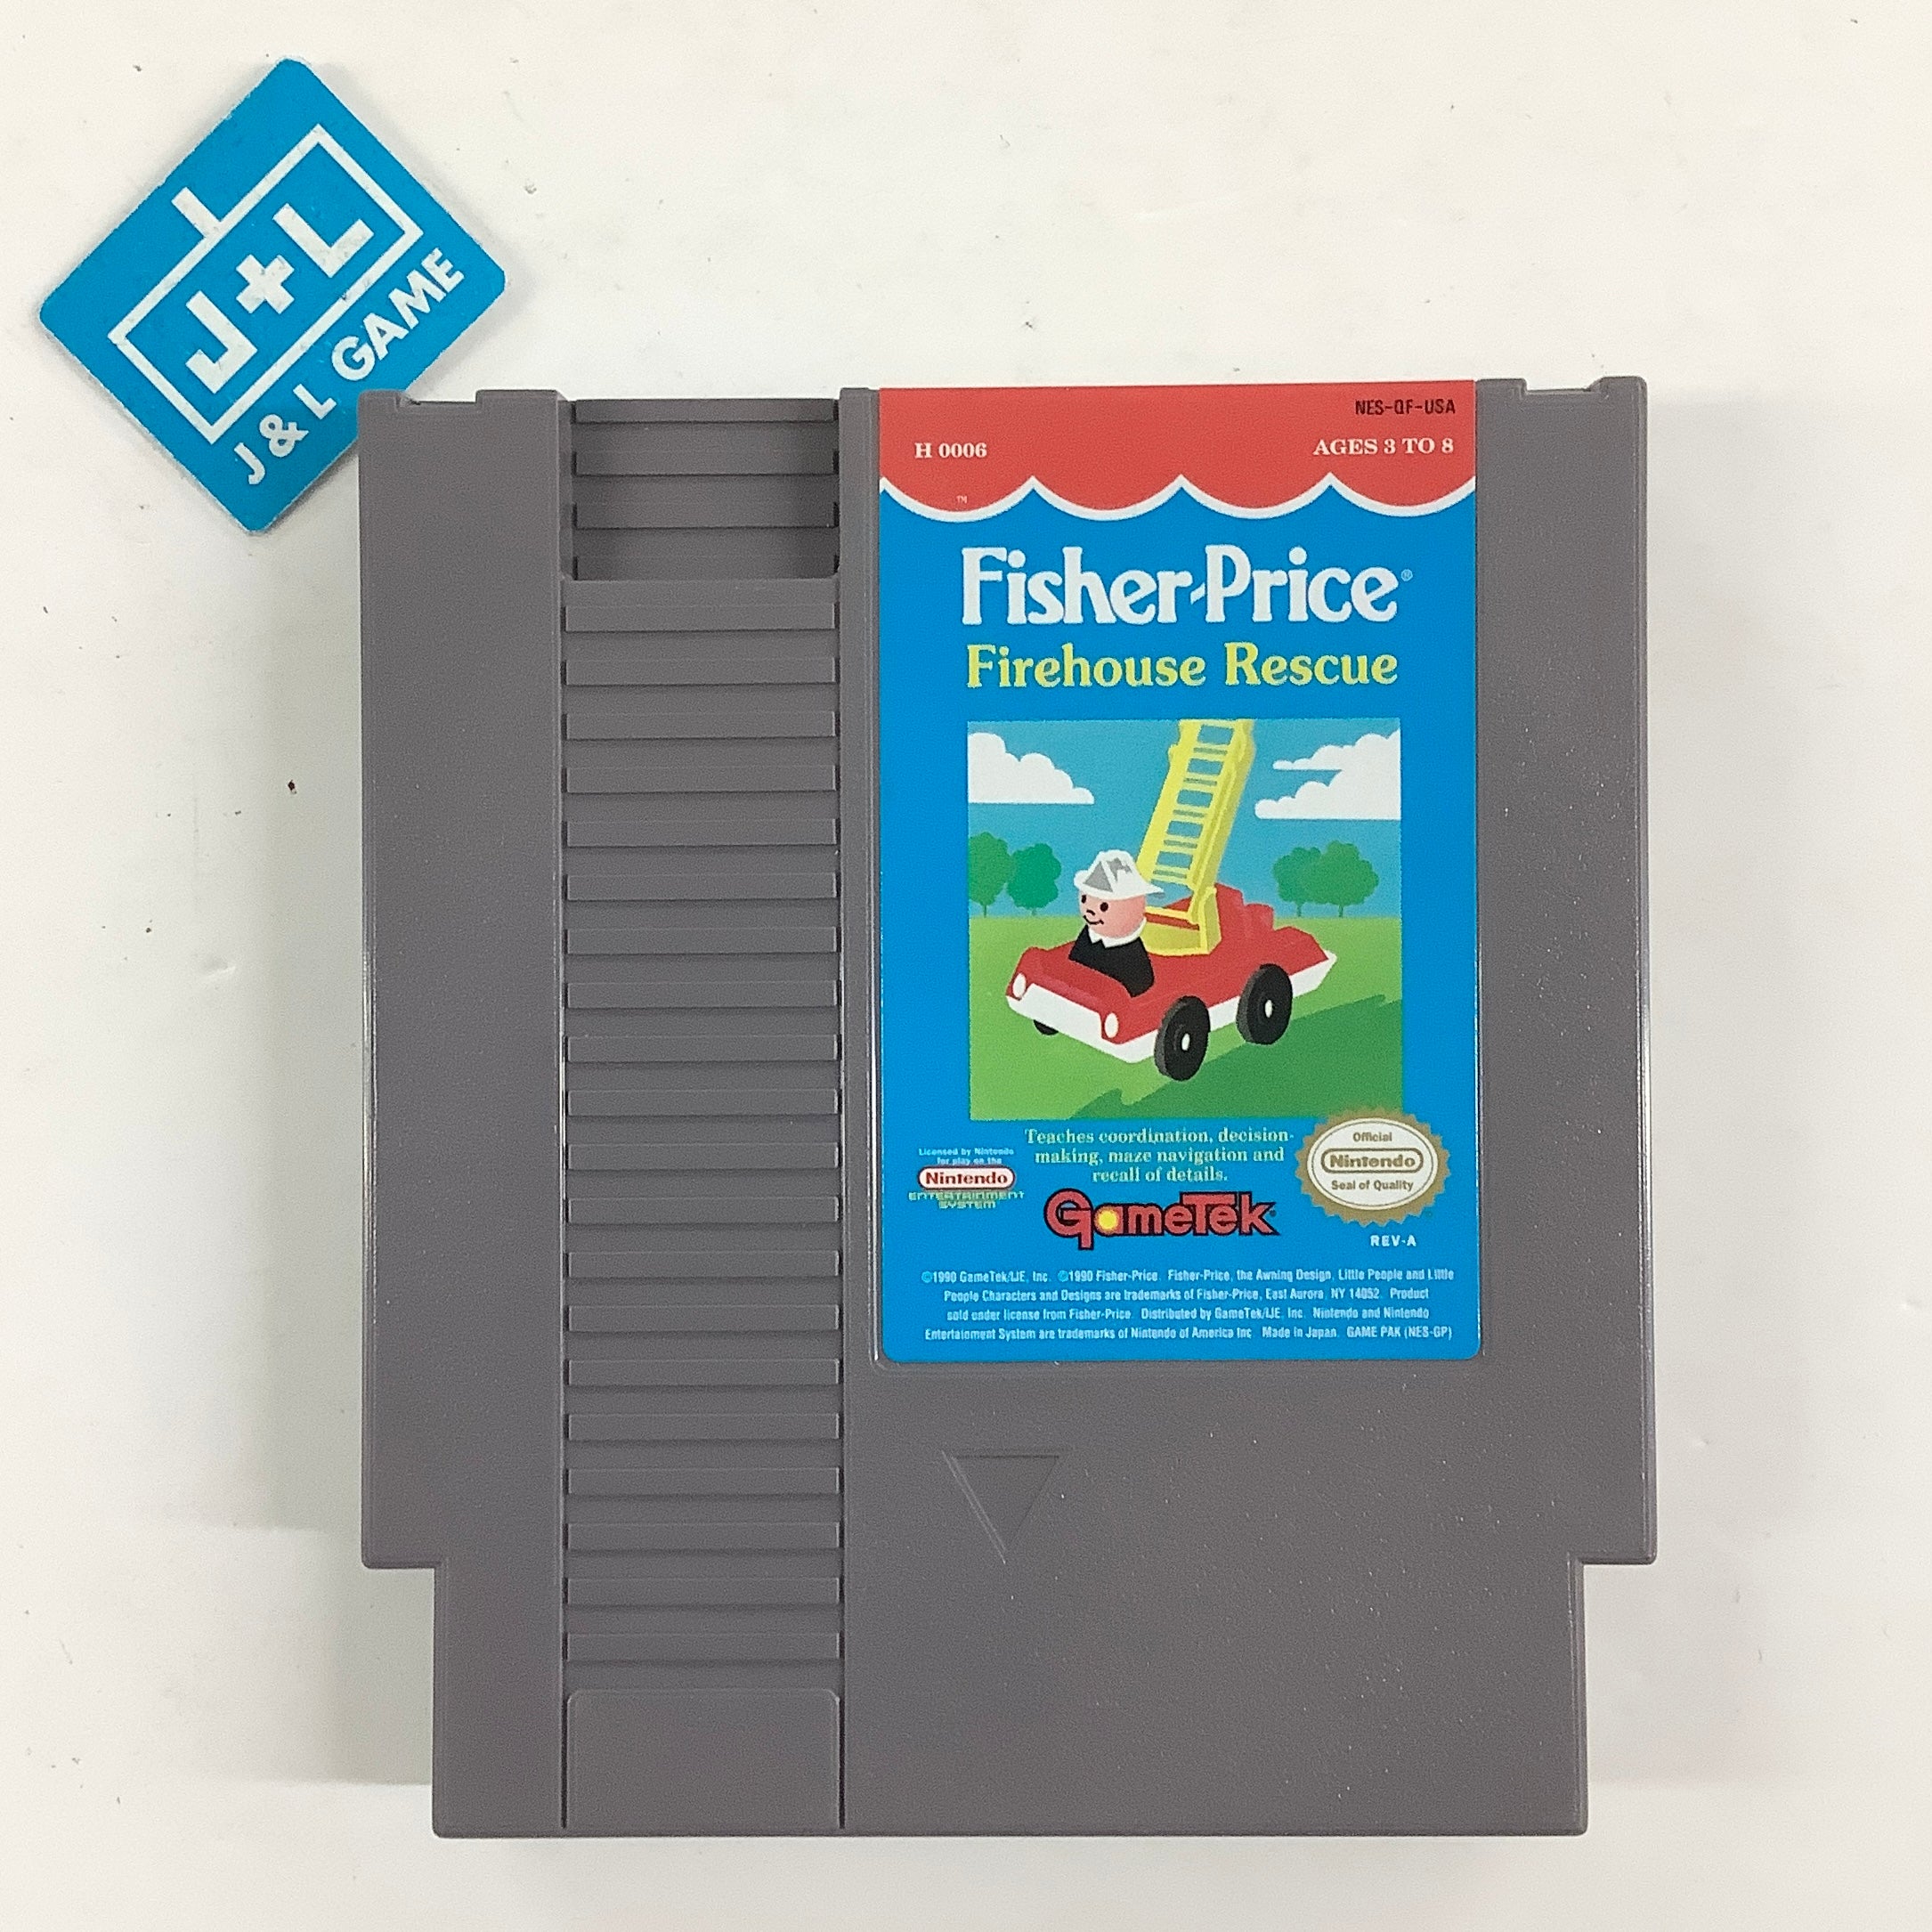 J+L
J & L GAME
NES-QF-USA
H 0006
AGES 3 TO 8
™
Fisher-Price®
Firehouse Rescue
Teaches coordination, decision-
making, maze navigation and
recall of details.
Licensed by Nintendo
for play on the
Nintendo
ENTERTAINMENT
SYSTEM™
GameTek®
Official
Nintendo
Seal of Quality
REV-A
©1990 GameTek/IJE, Inc. ©1990 Fisher-Price. Fisher-Price, the Awning Design, Little People and Little
People Characters and Designs are trademarks of Fisher-Price, East Aurora, NY 14052. Product
sold under license from Fisher-Price. Distributed by GameTek/IJE, Inc. Nintendo and Nintendo
Entertainment System are trademarks of Nintendo of America Inc. Made in Japan. GAME PAK (NES-GP)